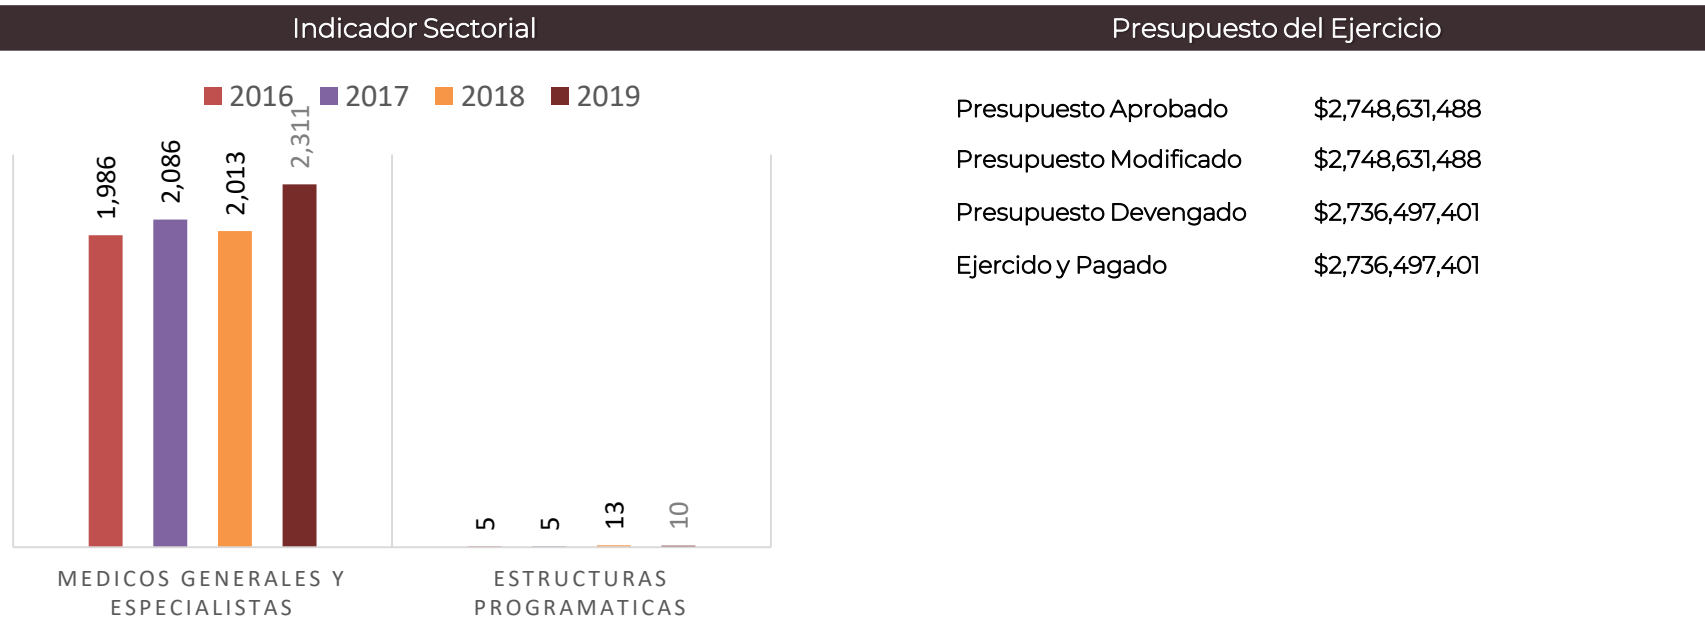 Indicador Sectorial
2016 2017 2018 2019
1,986
2,086
2,013
2,311
5
5
13
10
MEDICOS GENERALES Y
ESPECIALISTAS
ESTRUCTURAS
PROGRAMATICAS
Presupuesto del Ejercicio
Presupuesto Aprobado $2,748,631,488
Presupuesto Modificado $2,748,631,488
Presupuesto Devengado $2,736,497,401
Ejercido y Pagado $2,736,497,401